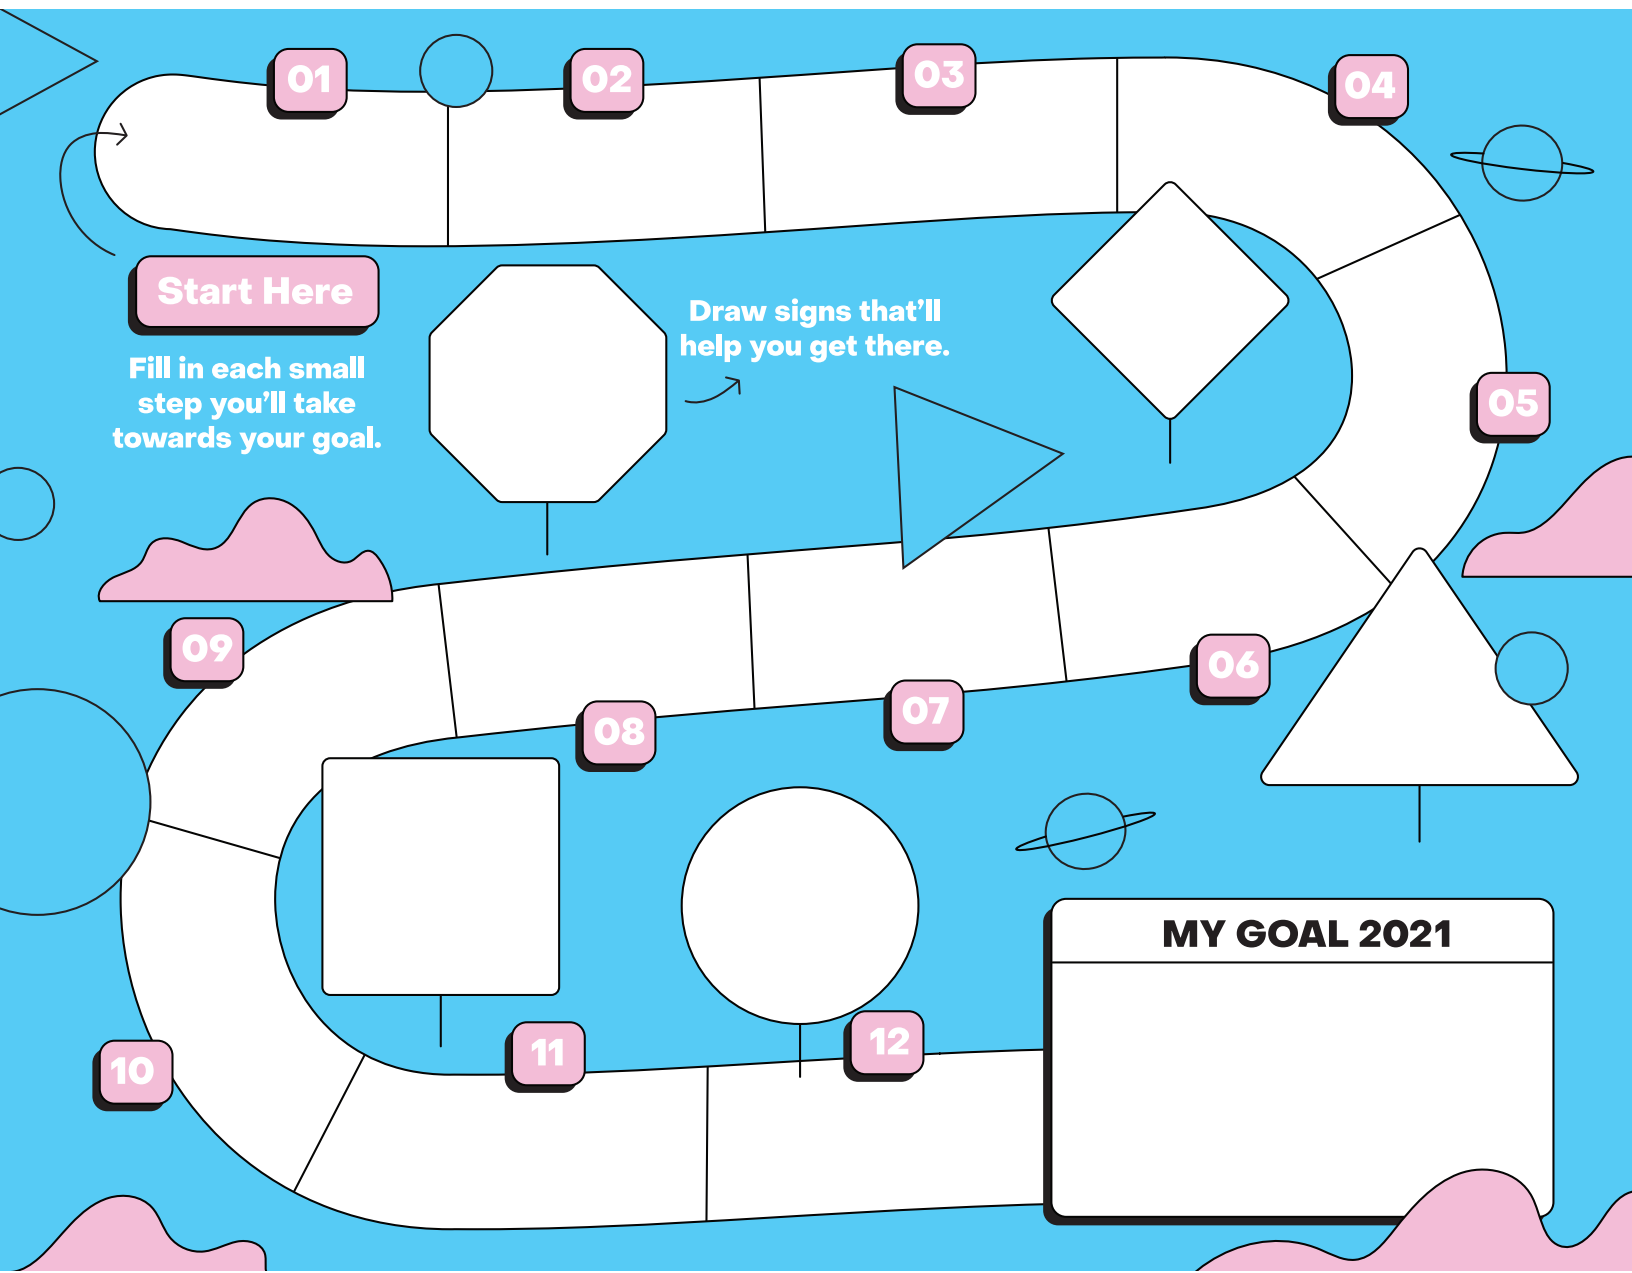 01
02
03
04
Start Here
Fill in each small
step you'll take
towards your goal.
Draw signs that'll
help you get there.
05
06
07
08
09
10
11
12
MY GOAL 2021